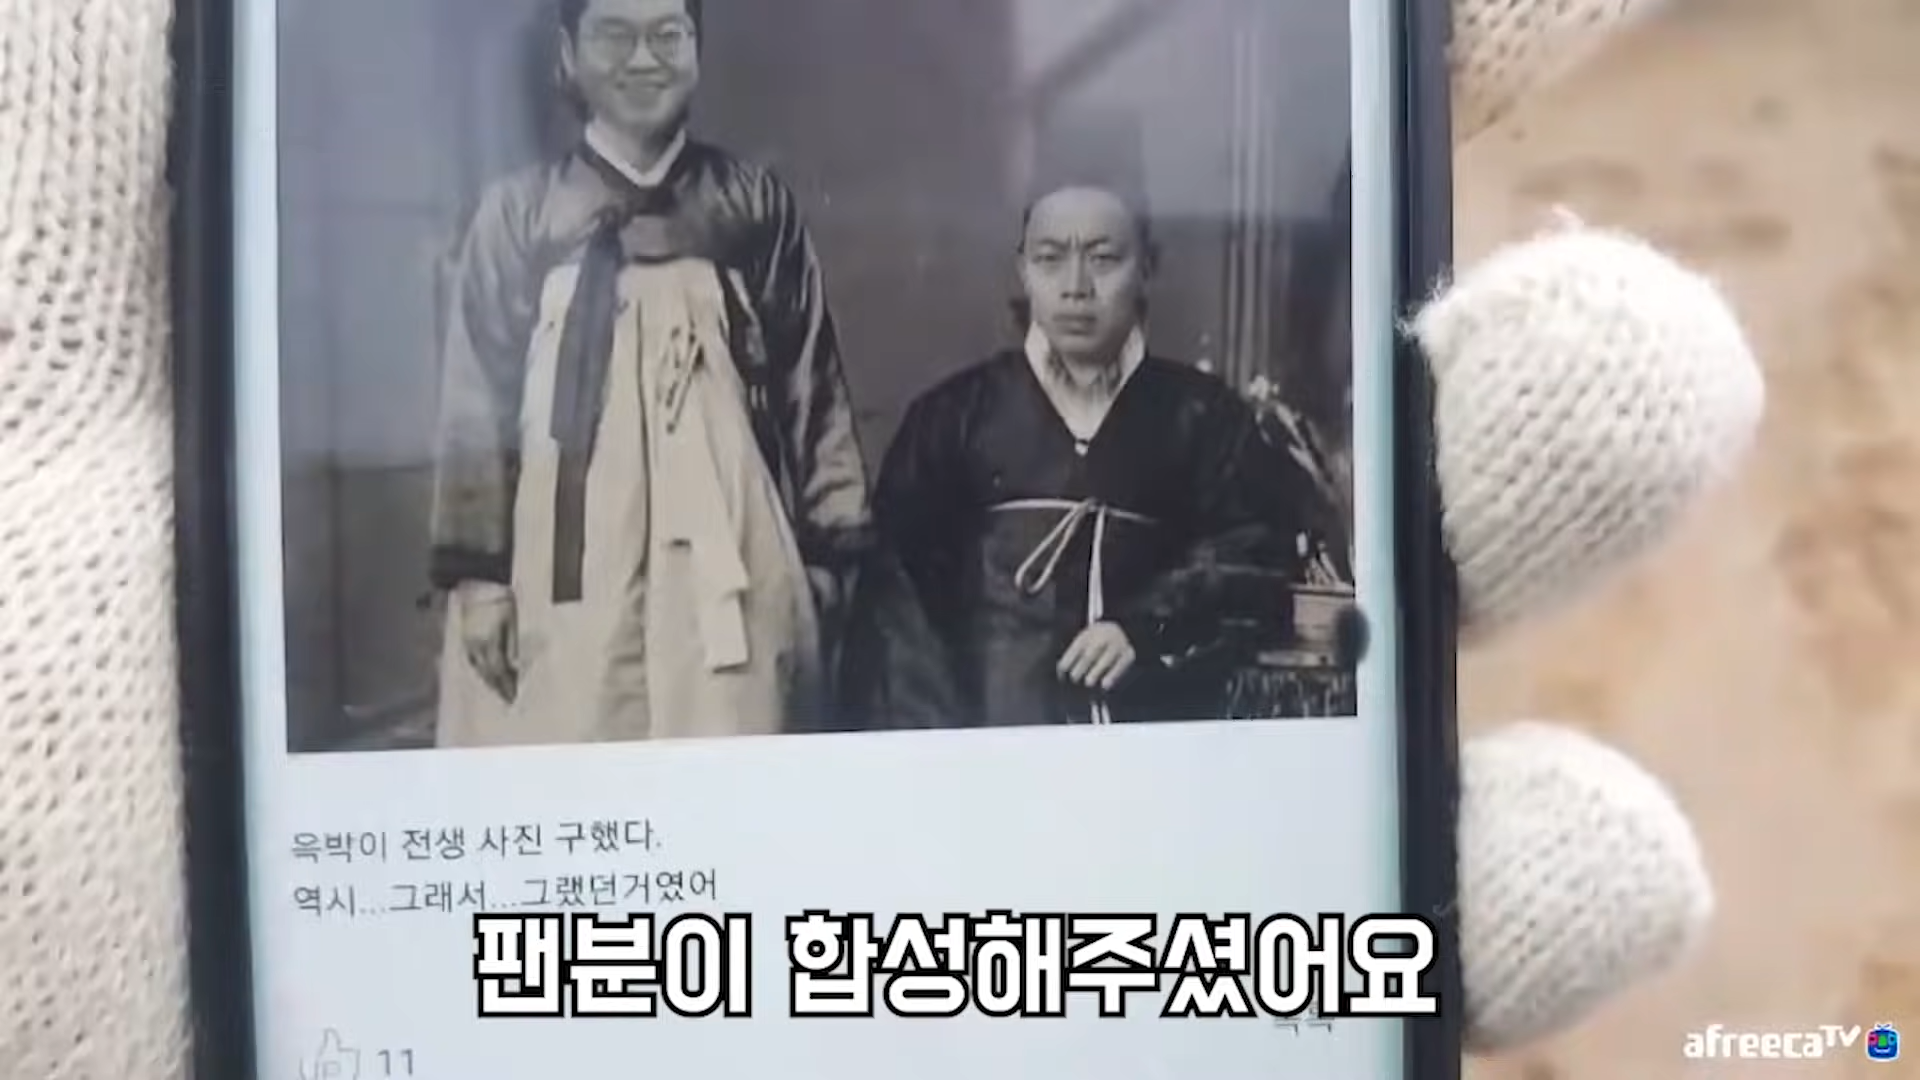 윽박이 전생 사진 구했다.
역시...그래서...그랬던거였어
팬분이 합성해주셨어요
11
afreecaTV